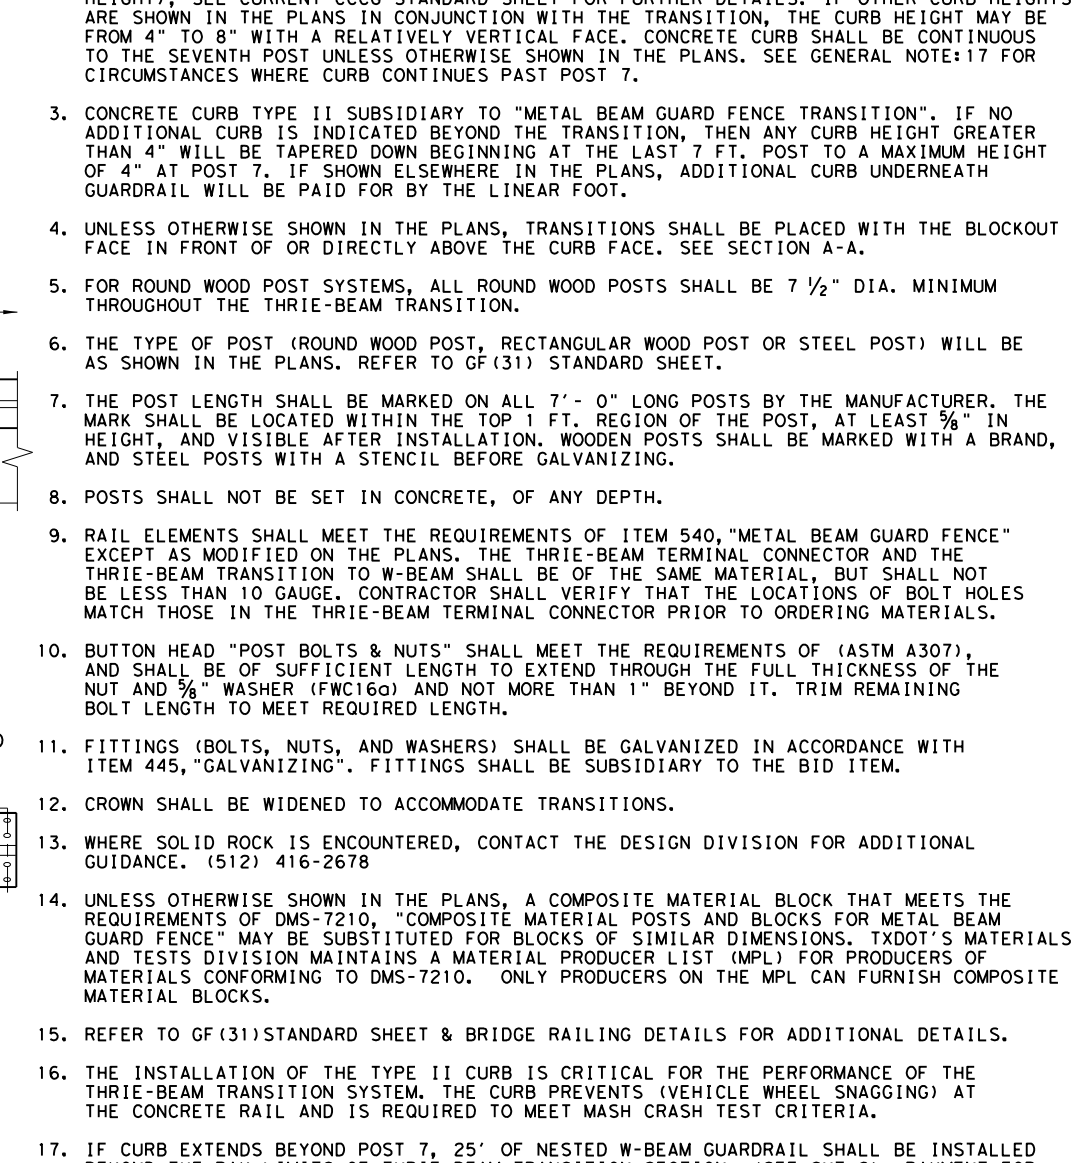 HEIGHT), SEE CURRENT CCCG STANDARD SHEET FOR FURTHER DETAILS. IF OTHER CURB HEIGHTS
ARE SHOWN IN THE PLANS IN CONJUNCTION WITH THE TRANSITION, THE CURB HEIGHT MAY BE
FROM 4" TO 8" WITH A RELATIVELY VERTICAL FACE. CONCRETE CURB SHALL BE CONTINUOUS
TO THE SEVENTH POST UNLESS OTHERWISE SHOWN IN THE PLANS. SEE GENERAL NOTE:17 FOR
CIRCUMSTANCES WHERE CURB CONTINUES PAST POST 7.
3. CONCRETE CURB TYPE II SUBSIDIARY TO "METAL BEAM GUARD FENCE TRANSITION". IF NO
ADDITIONAL CURB IS INDICATED BEYOND THE TRANSITION, THEN ANY CURB HEIGHT GREATER
THAN 4" WILL BE TAPERED DOWN BEGINNING AT THE LAST 7 FT. POST TO A MAXIMUM HEIGHT
OF 4" AT POST 7. IF SHOWN ELSEWHERE IN THE PLANS, ADDITIONAL CURB UNDERNEATH
GUARDRAIL WILL BE PAID FOR BY THE LINEAR FOOT.
4. UNLESS OTHERWISE SHOWN IN THE PLANS, TRANSITIONS SHALL BE PLACED WITH THE BLOCKOUT
FACE IN FRONT OF OR DIRECTLY ABOVE THE CURB FACE. SEE SECTION A-A.
5. FOR ROUND WOOD POST SYSTEMS, ALL ROUND WOOD POSTS SHALL BE 7 ½" DIA. MINIMUM
THROUGHOUT THE THRIE-BEAM TRANSITION.
6. THE TYPE OF POST (ROUND WOOD POST, RECTANGULAR WOOD POST OR STEEL POST) WILL BE
AS SHOWN IN THE PLANS. REFER TO GF(31) STANDARD SHEET.
7. THE POST LENGTH SHALL BE MARKED ON ALL 7'- 0" LONG POSTS BY THE MANUFACTURER. THE
MARK SHALL BE LOCATED WITHIN THE TOP 1 FT. REGION OF THE POST, AT LEAST ⅝" IN
HEIGHT, AND VISIBLE AFTER INSTALLATION. WOODEN POSTS SHALL BE MARKED WITH A BRAND,
AND STEEL POSTS WITH A STENCIL BEFORE GALVANIZING.
8. POSTS SHALL NOT BE SET IN CONCRETE, OF ANY DEPTH.
9. RAIL ELEMENTS SHALL MEET THE REQUIREMENTS OF ITEM 540,"METAL BEAM GUARD FENCE"
EXCEPT AS MODIFIED ON THE PLANS. THE THRIE-BEAM TERMINAL CONNECTOR AND THE
THRIE-BEAM TRANSITION TO W-BEAM SHALL BE OF THE SAME MATERIAL, BUT SHALL NOT
BE LESS THAN 10 GAUGE. CONTRACTOR SHALL VERIFY THAT THE LOCATIONS OF BOLT HOLES
MATCH THOSE IN THE THRIE-BEAM TERMINAL CONNECTOR PRIOR TO ORDERING MATERIALS.
10. BUTTON HEAD "POST BOLTS & NUTS" SHALL MEET THE REQUIREMENTS OF (ASTM A307),
AND SHALL BE OF SUFFICIENT LENGTH TO EXTEND THROUGH THE FULL THICKNESS OF THE
NUT AND ⅝" WASHER (FWC16a) AND NOT MORE THAN 1" BEYOND IT. TRIM REMAINING
BOLT LENGTH TO MEET REQUIRED LENGTH.
11. FITTINGS (BOLTS, NUTS, AND WASHERS) SHALL BE GALVANIZED IN ACCORDANCE WITH
ITEM 445,"GALVANIZING". FITTINGS SHALL BE SUBSIDIARY TO THE BID ITEM.
12. CROWN SHALL BE WIDENED TO ACCOMMODATE TRANSITIONS.
13. WHERE SOLID ROCK IS ENCOUNTERED, CONTACT THE DESIGN DIVISION FOR ADDITIONAL
GUIDANCE. (512) 416-2678
14. UNLESS OTHERWISE SHOWN IN THE PLANS, A COMPOSITE MATERIAL BLOCK THAT MEETS THE
REQUIREMENTS OF DMS-7210, "COMPOSITE MATERIAL POSTS AND BLOCKS FOR METAL BEAM
GUARD FENCE" MAY BE SUBSTITUTED FOR BLOCKS OF SIMILAR DIMENSIONS. TXDOT'S MATERIALS
AND TESTS DIVISION MAINTAINS A MATERIAL PRODUCER LIST (MPL) FOR PRODUCERS OF
MATERIALS CONFORMING TO DMS-7210. ONLY PRODUCERS ON THE MPL CAN FURNISH COMPOSITE
MATERIAL BLOCKS.
15. REFER TO GF(31)STANDARD SHEET & BRIDGE RAILING DETAILS FOR ADDITIONAL DETAILS.
16. THE INSTALLATION OF THE TYPE II CURB IS CRITICAL FOR THE PERFORMANCE OF THE
THRIE-BEAM TRANSITION SYSTEM. THE CURB PREVENTS (VEHICLE WHEEL SNAGGING) AT
THE CONCRETE RAIL AND IS REQUIRED TO MEET MASH CRASH TEST CRITERIA.
17. IF CURB EXTENDS BEYOND POST 7, 25' OF NESTED W-BEAM GUARDRAIL SHALL BE INSTALLED